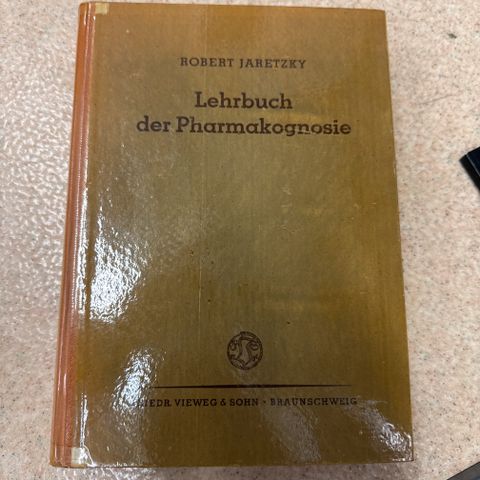 ROBERT JARETZKY
Lehrbuch
der Pharmakognosie
FRIEDR. VIEWEG & SOHN · BRAUNSCHWEIG